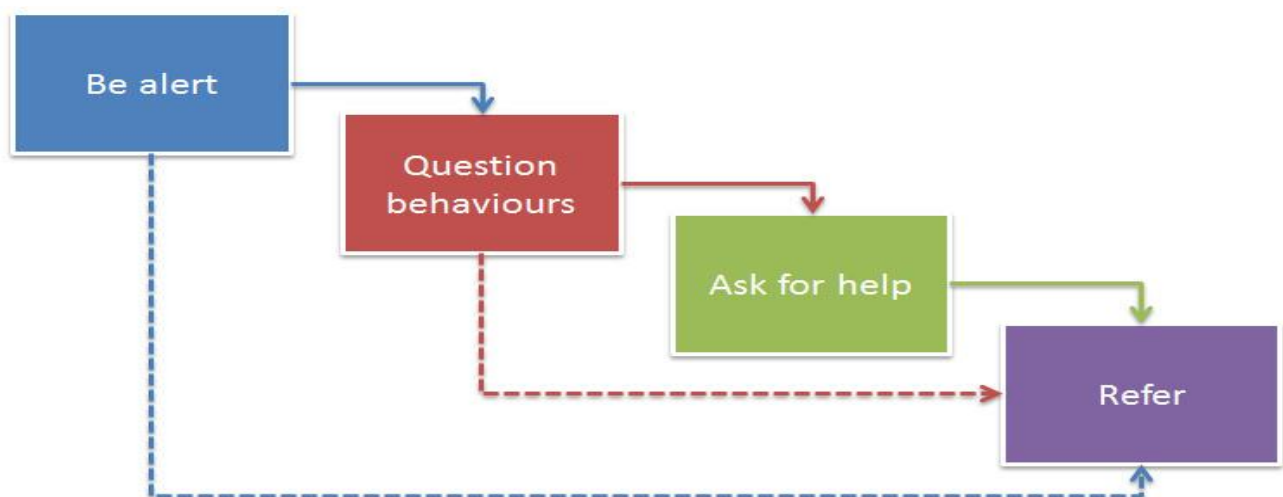 Be alert
Question
behaviours
Ask for help
Refer